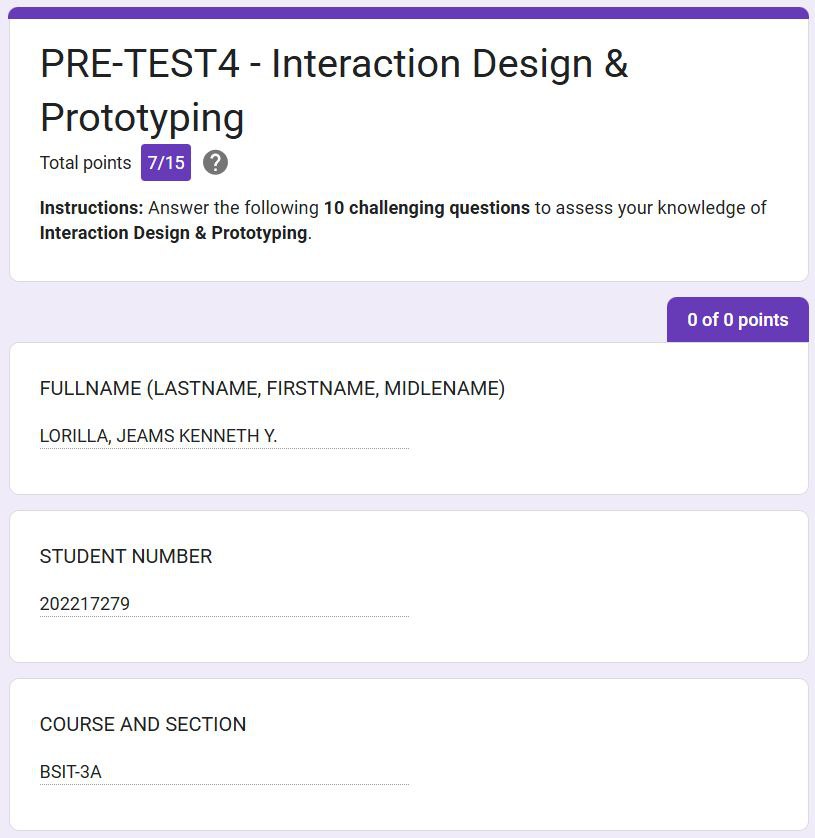 PRE-TEST4 - Interaction Design &
Prototyping
Total points 7/15 ?
Instructions: Answer the following 10 challenging questions to assess your knowledge of
Interaction Design & Prototyping.
0 of 0 points
FULLNAME (LASTNAME, FIRSTNAME, MIDLENAME)
LORILLA, JEAMS KENNETH Y.
STUDENT NUMBER
202217279
COURSE AND SECTION
BSIT-3A